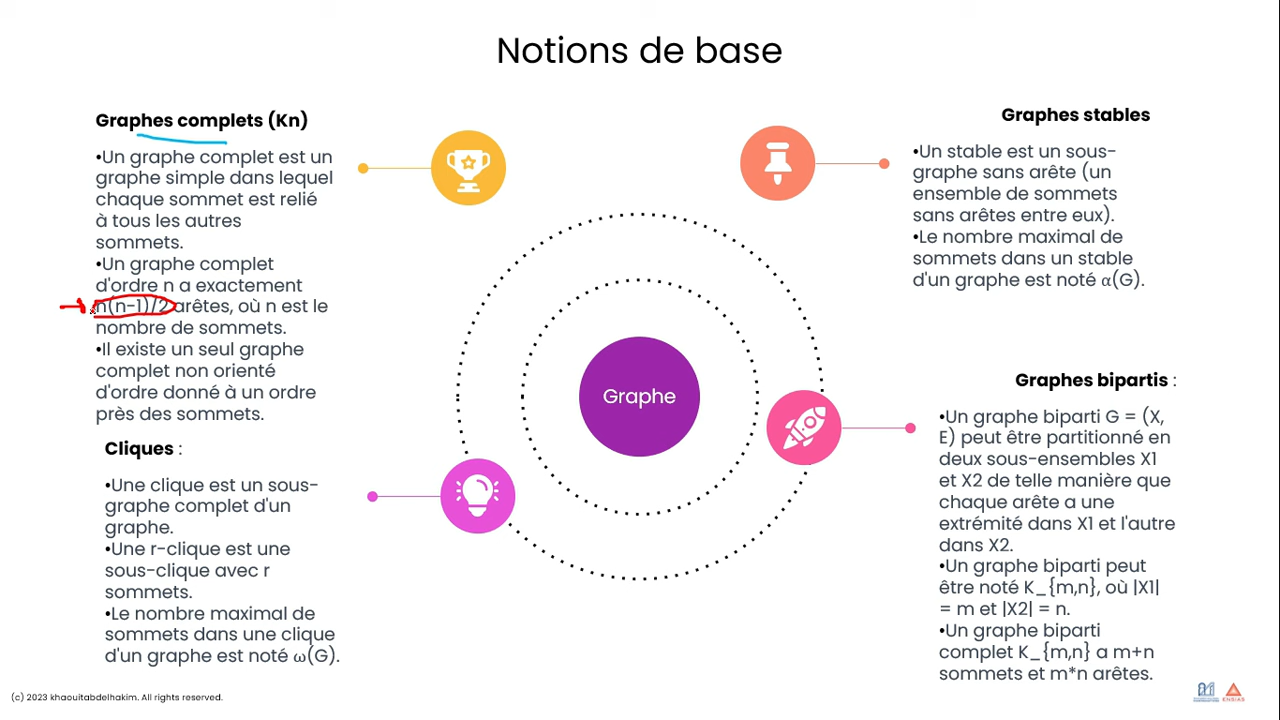 Notions de base
Graphes complets (Kn)
•Un graphe complet est un
graphe simple dans lequel
chaque sommet est relié
à tous les autres
sommets.
•Un graphe complet
d'ordre n a exactement
n(n-1)/2 arêtes, où n est le
nombre de sommets.
•Il existe un seul graphe
complet non orienté
d'ordre donné à un ordre
près des sommets.
Cliques :
•Une clique est un sous-
graphe complet d'un
graphe.
•Une r-clique est une
sous-clique avec r
sommets.
•Le nombre maximal de
sommets dans une clique
d'un graphe est noté ω(G).
Graphe
Graphes stables
•Un stable est un sous-
graphe sans arête (un
ensemble de sommets
sans arêtes entre eux).
•Le nombre maximal de
sommets dans un stable
d'un graphe est noté α(G).
Graphes bipartis :
•Un graphe biparti G = (X,
E) peut être partitionné en
deux sous-ensembles X1
et X2 de telle manière que
chaque arête a une
extrémité dans X1 et l'autre
dans X2.
•Un graphe biparti peut
être noté K_{m,n}, où |X1|
= m et |X2| = n.
•Un graphe biparti
complet K_{m,n} a m+n
sommets et m*n arêtes.
(c) 2023 khaouitabdelhakim. All rights reserved.
ENSIAS